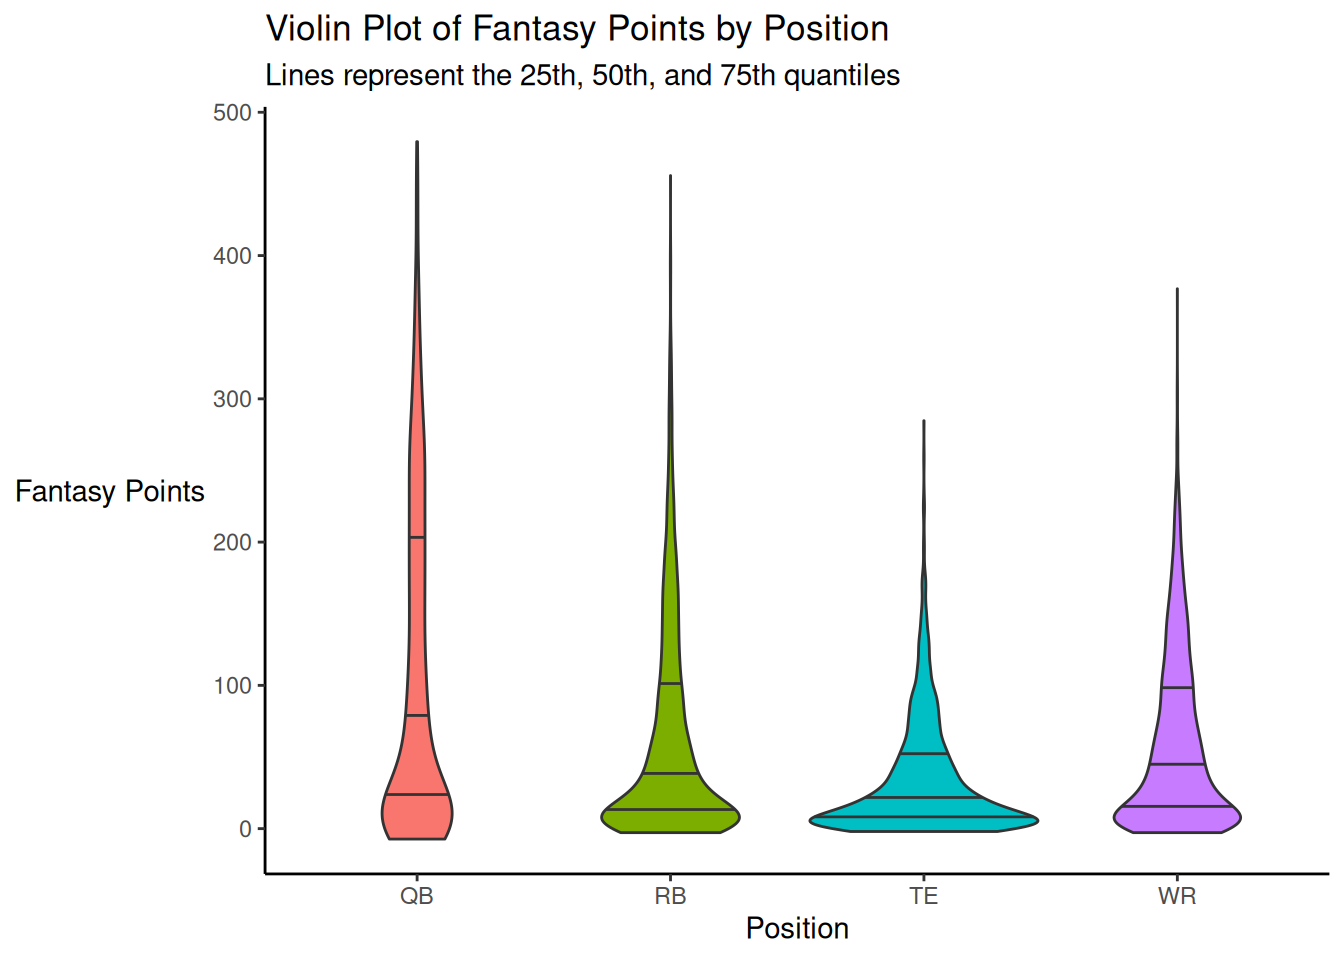 Violin Plot of Fantasy Points by Position
Lines represent the 25th, 50th, and 75th quantiles
500
400
300
Fantasy Points
200
100
0
QB RB TE WR
Position